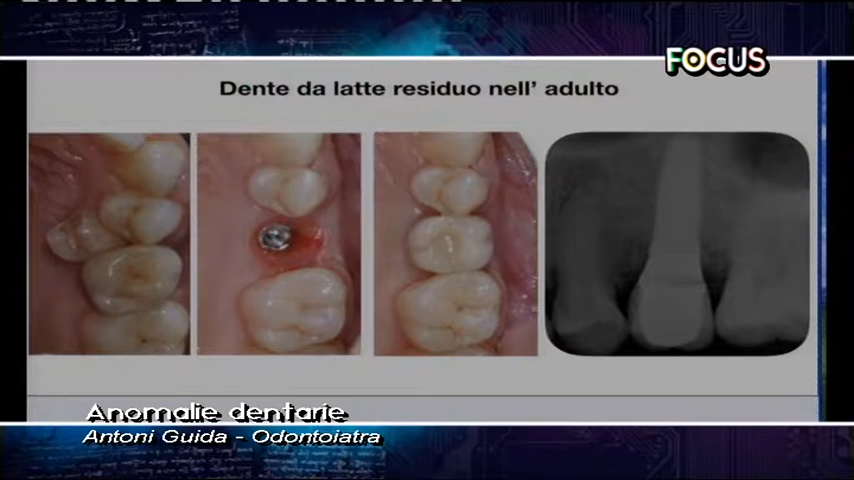 FOCUS
Dente da latte residuo nell' adulto
Anomalie dentarie
Antoni Guida - Odontoiatra